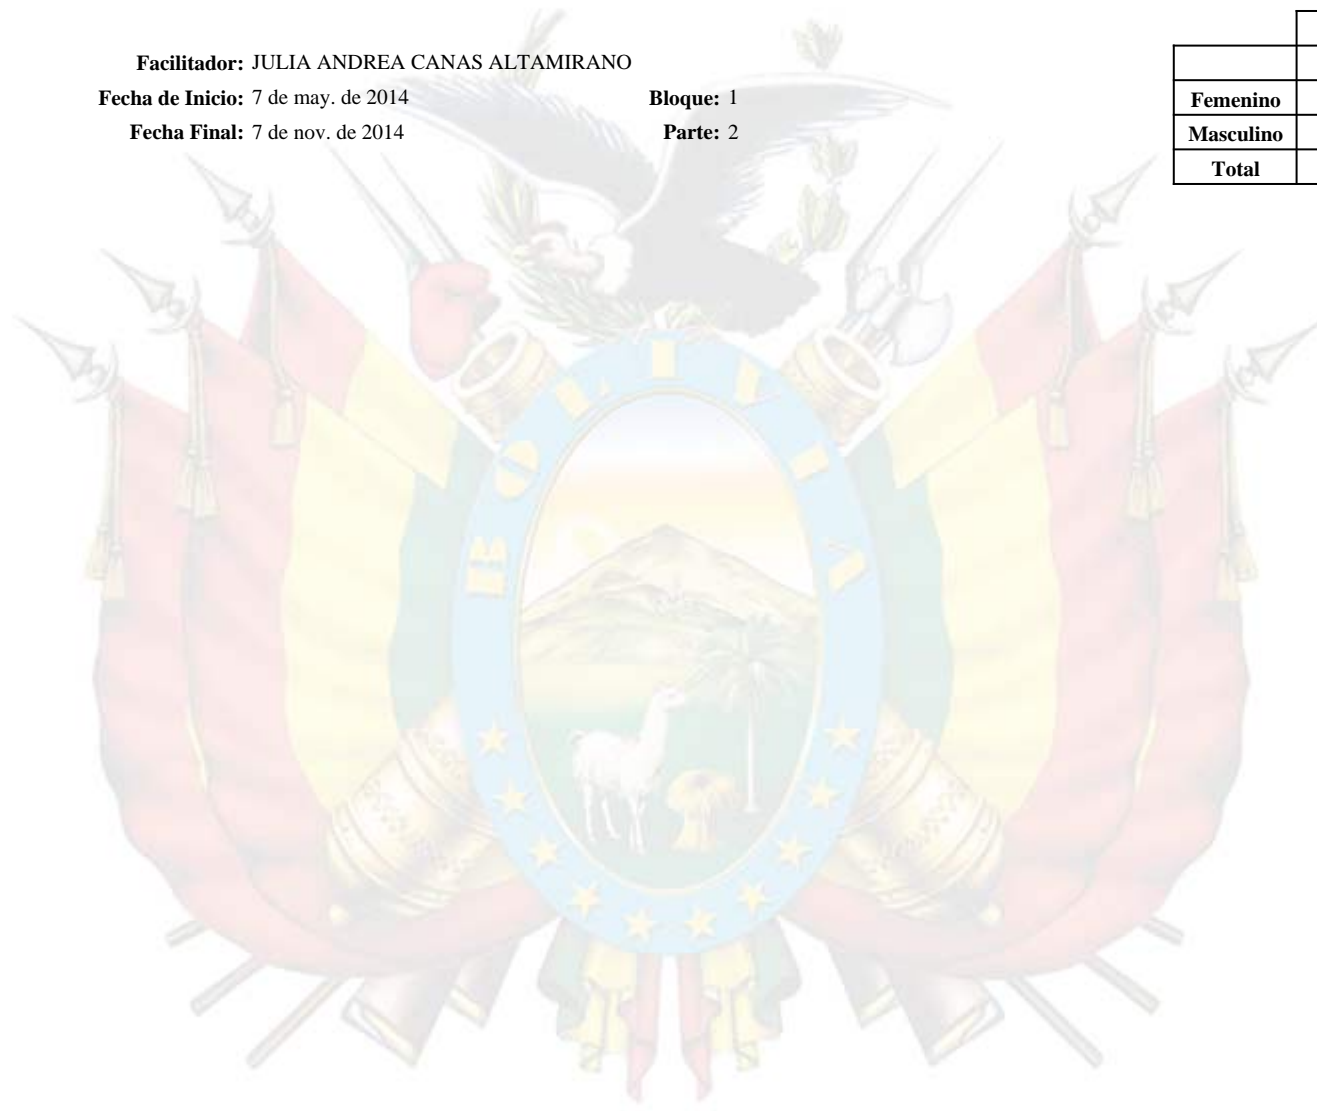 Facilitador: JULIA ANDREA CANAS ALTAMIRANO
Fecha de Inicio: 7 de may. de 2014 Bloque: 1
Fecha Final: 7 de nov. de 2014 Parte: 2
Femenino
Masculino
Total
BOLIVIA